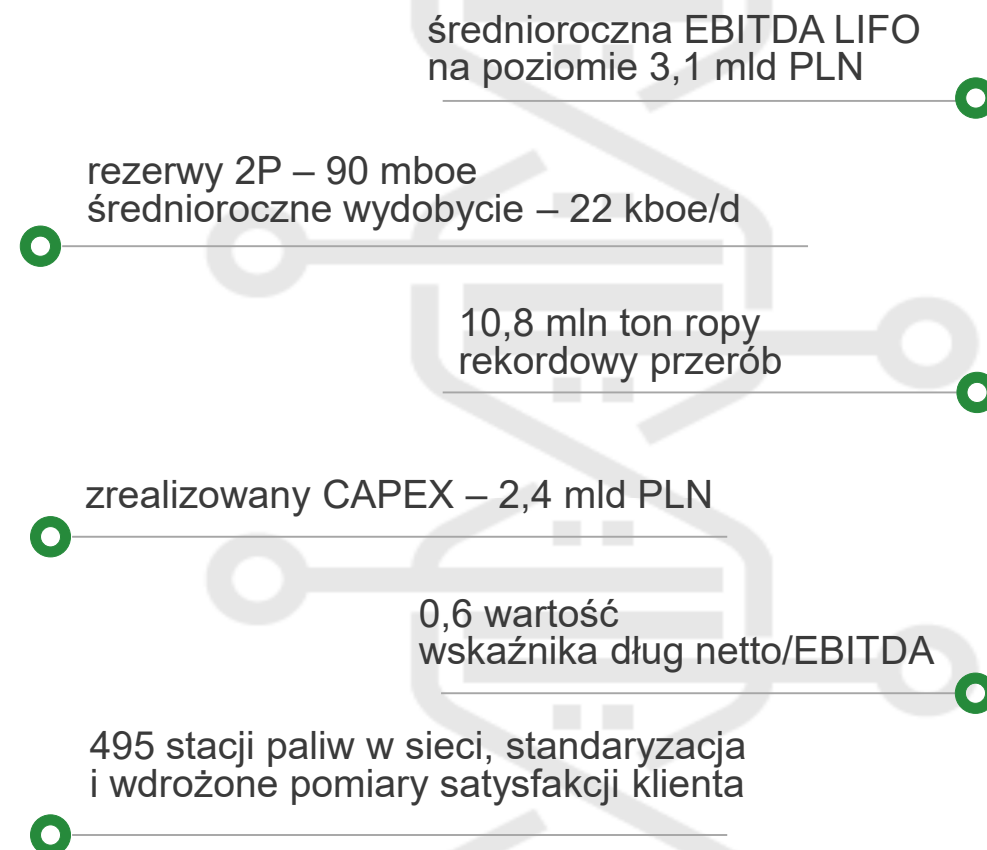 średnioroczna EBITDA LIFO
na poziomie 3,1 mld PLN
rezerwy 2P – 90 mboe
średnioroczne wydobycie – 22 kboe/d
10,8 mln ton ropy
rekordowy przerób
zrealizowany CAPEX – 2,4 mld PLN
0,6 wartość
wskaźnika dług netto/EBITDA
495 stacji paliw w sieci, standaryzacja
i wdrożone pomiary satysfakcji klienta